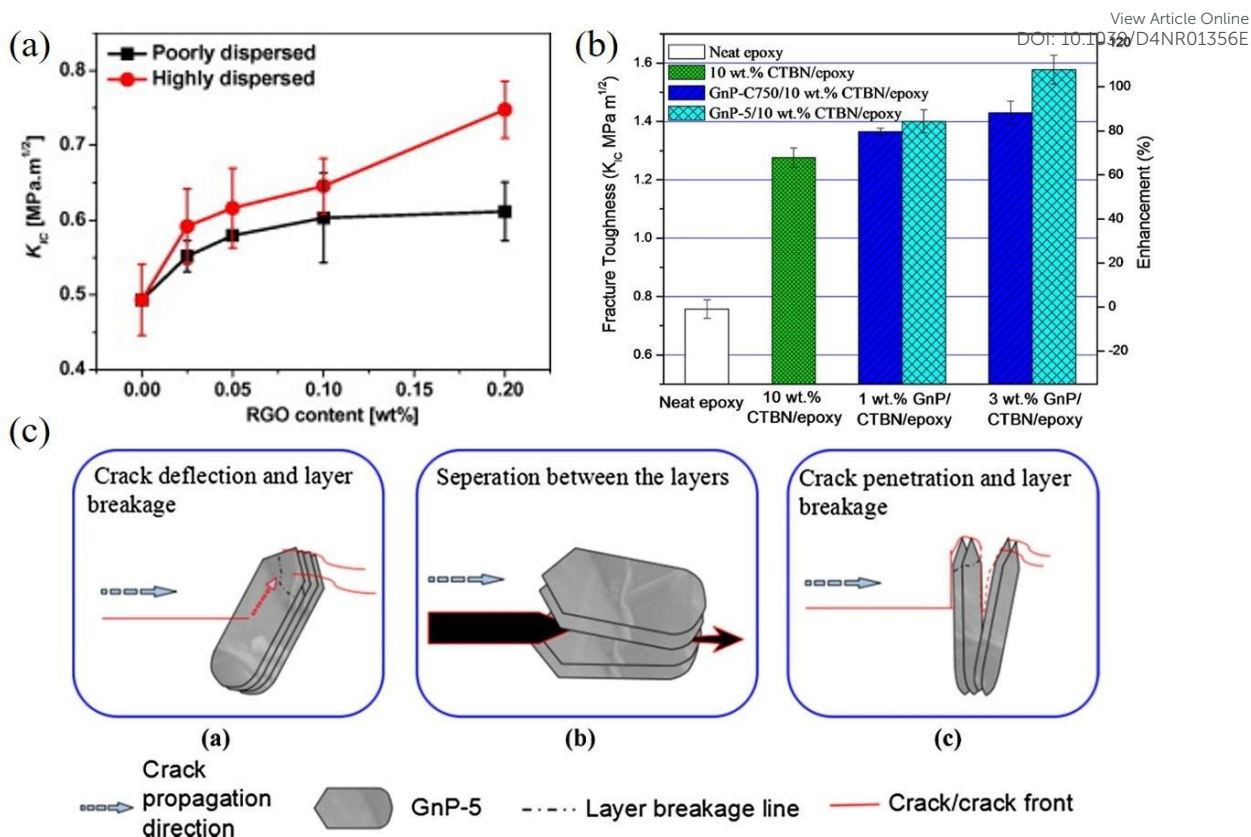 View Article Online
DOI: 10.1039/D4NR01356E
(a)
Poorly dispersed
Highly dispersed
0.8
0.7
0.6
0.5
0.4
K_IC [MPa.m^1/2]
0.00
0.05
0.10
0.15
0.20
RGO content [wt%]
(b)
Neat epoxy
10 wt.% CTBN/epoxy
GnP-C750/10 wt.% CTBN/epoxy
GnP-5/10 wt.% CTBN/epoxy
1.6
1.4
1.2
1.0
0.8
0.6
Fracture Toughness (K_IC MPa m^1/2)
120
100
80
60
40
20
0
-20
Enhancement (%)
Neat epoxy
10 wt.%
CTBN/epoxy
1 wt.% GnP/
CTBN/epoxy
3 wt.% GnP/
CTBN/epoxy
(c)
Crack deflection and layer
breakage
Seperation between the layers
Crack penetration and layer
breakage
(a)
(b)
(c)
Crack
propagation
direction
GnP-5
Layer breakage line
Crack/crack front